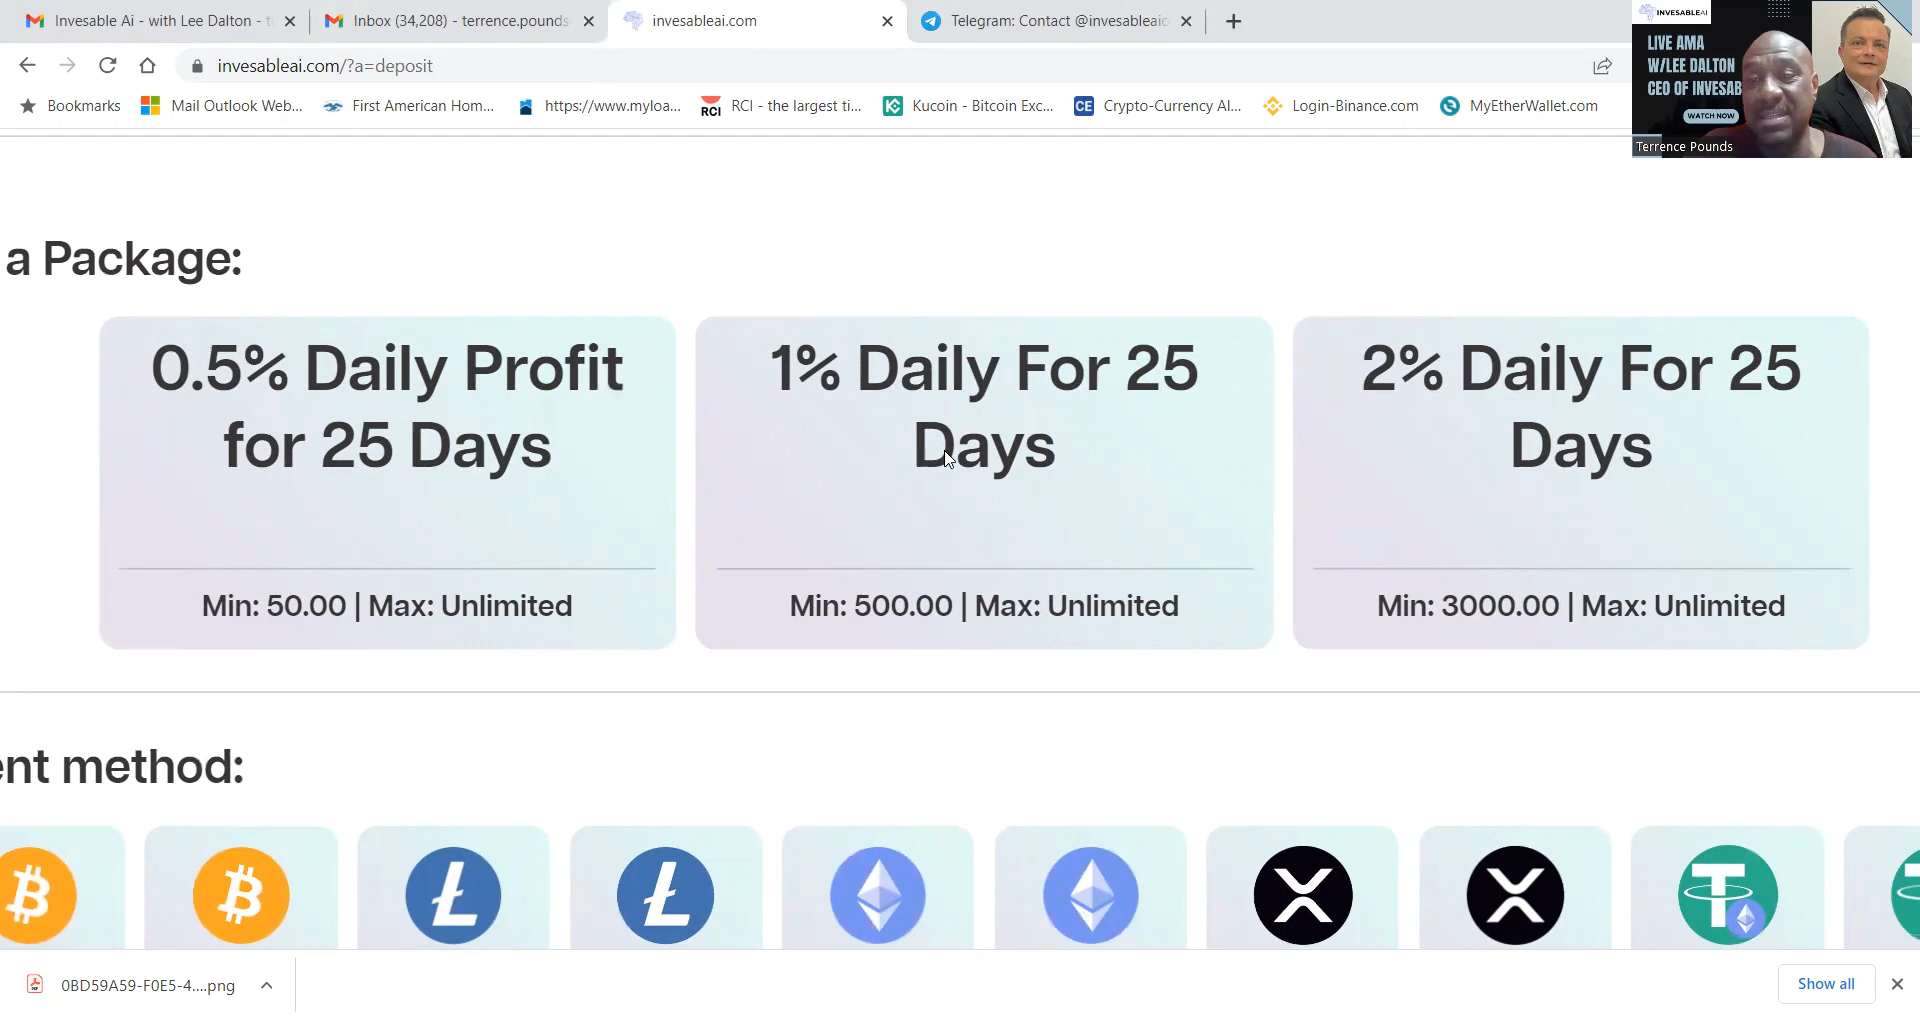 Invesable Ai - with Lee Dalton -
Inbox (34,208) - terrence.pounds
invesableai.com
Telegram: Contact @invesableai
invesableai.com/?a=deposit
Bookmarks
Mail Outlook Web...
First American Hom...
https://www.myloa...
RCI
RCI - the largest ti...
Kucoin - Bitcoin Exc...
CE
Crypto-Currency Al...
Login-Binance.com
MyEtherWallet.com
INVESABLEAI
LIVE AMA
W/LEE DALTON
CEO OF INVESAB
WATCH NOW
Terrence Pounds
a Package:
0.5% Daily Profit
for 25 Days
Min: 50.00 | Max: Unlimited
1% Daily For 25
Days
Min: 500.00 | Max: Unlimited
2% Daily For 25
Days
Min: 3000.00 | Max: Unlimited
ent method:
0BD59A59-F0E5-4....png
Show all